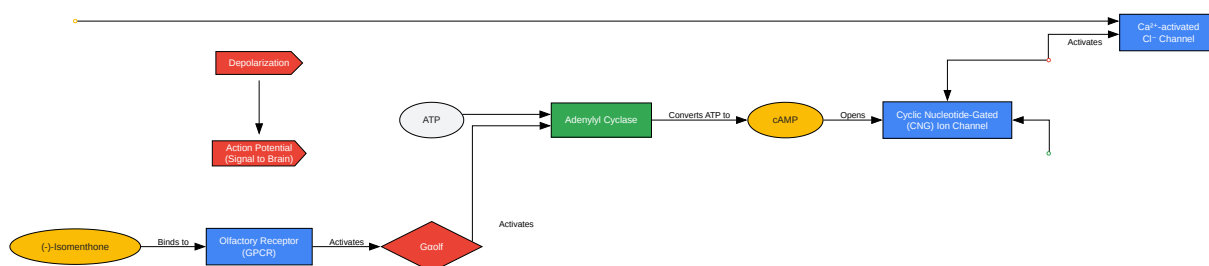 Ca²⁺-activated
Cl⁻ Channel
Activates
Depolarization
ATP
Adenylyl Cyclase
Converts ATP to
cAMP
Opens
Cyclic Nucleotide-Gated
(CNG) Ion Channel
Action Potential
(Signal to Brain)
Activates
(-)-Isomenthone
Binds to
Olfactory Receptor
(GPCR)
Activates
Gαolf